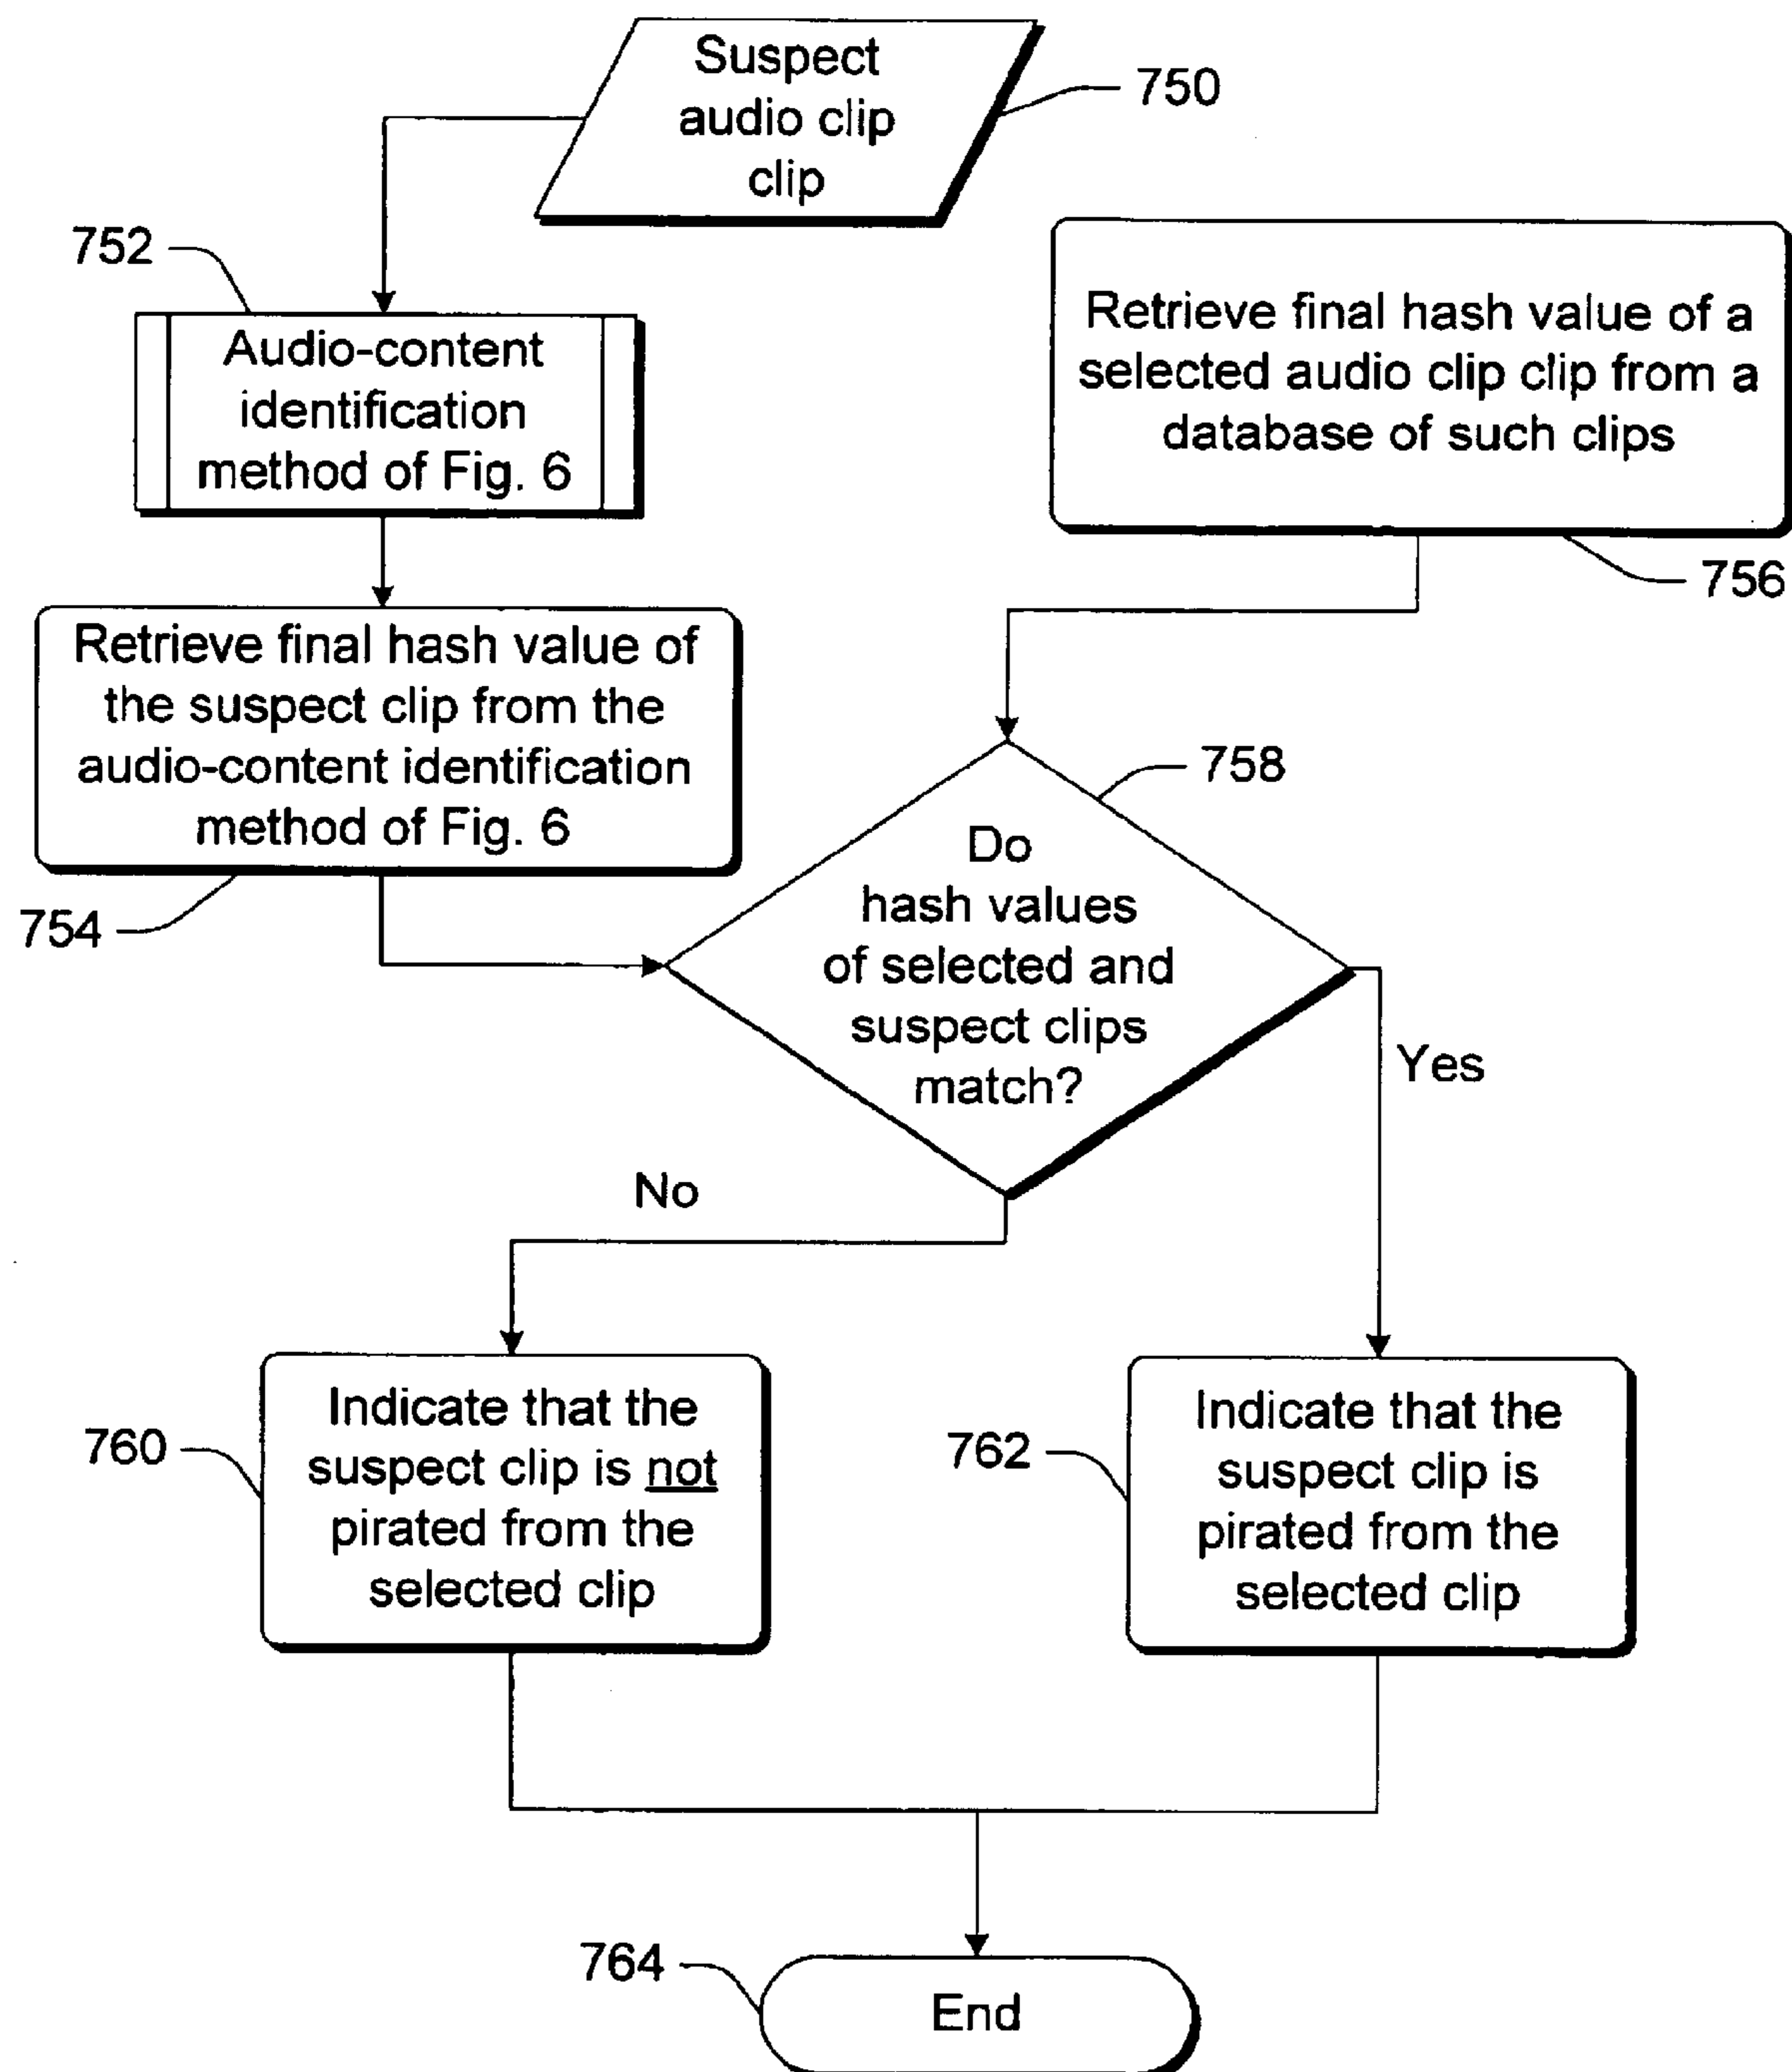 Suspect
audio clip
clip
750
752
Audio-content
identification
method of Fig. 6
Retrieve final hash value of a
selected audio clip clip from a
database of such clips
756
Retrieve final hash value of
the suspect clip from the
audio-content identification
method of Fig. 6
754
758
Do
hash values
of selected and
suspect clips
match?
Yes
No
760
Indicate that the
suspect clip is not
pirated from the
selected clip
762
Indicate that the
suspect clip is
pirated from the
selected clip
764
End